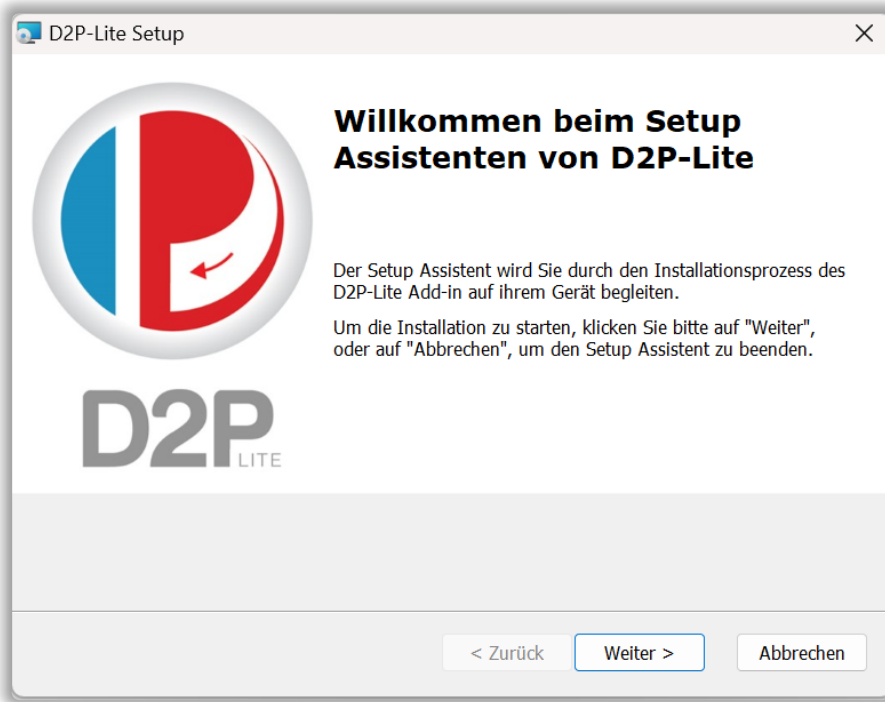 D2P-Lite Setup
Willkommen beim Setup
Assistenten von D2P-Lite
Der Setup Assistent wird Sie durch den Installationsprozess des
D2P-Lite Add-in auf ihrem Gerät begleiten.
Um die Installation zu starten, klicken Sie bitte auf "Weiter",
oder auf "Abbrechen", um den Setup Assistent zu beenden.
D2P
LITE
< Zurück
Weiter >
Abbrechen